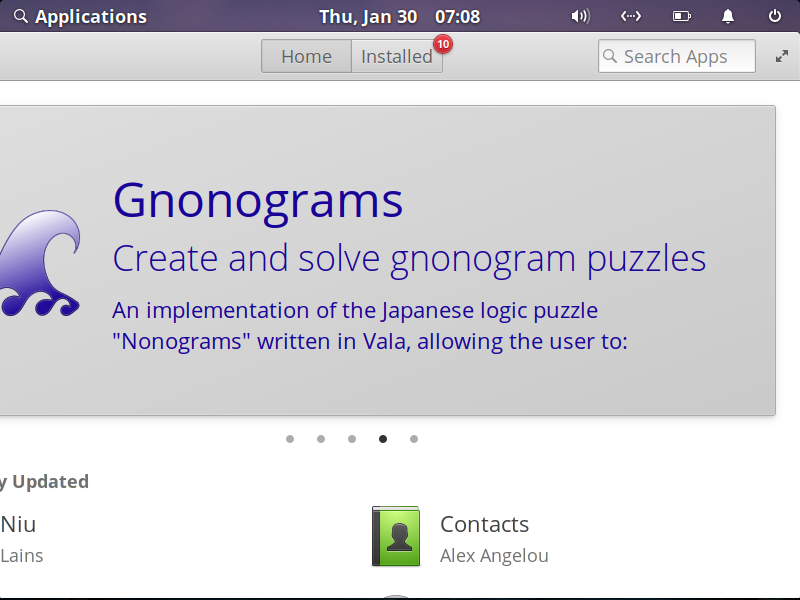 Applications
Thu, Jan 30 07:08
Home
Installed
10
Search Apps
Gnonograms
Create and solve gnonogram puzzles
An implementation of the Japanese logic puzzle
"Nonograms" written in Vala, allowing the user to:
y Updated
Niu
Lains
Contacts
Alex Angelou